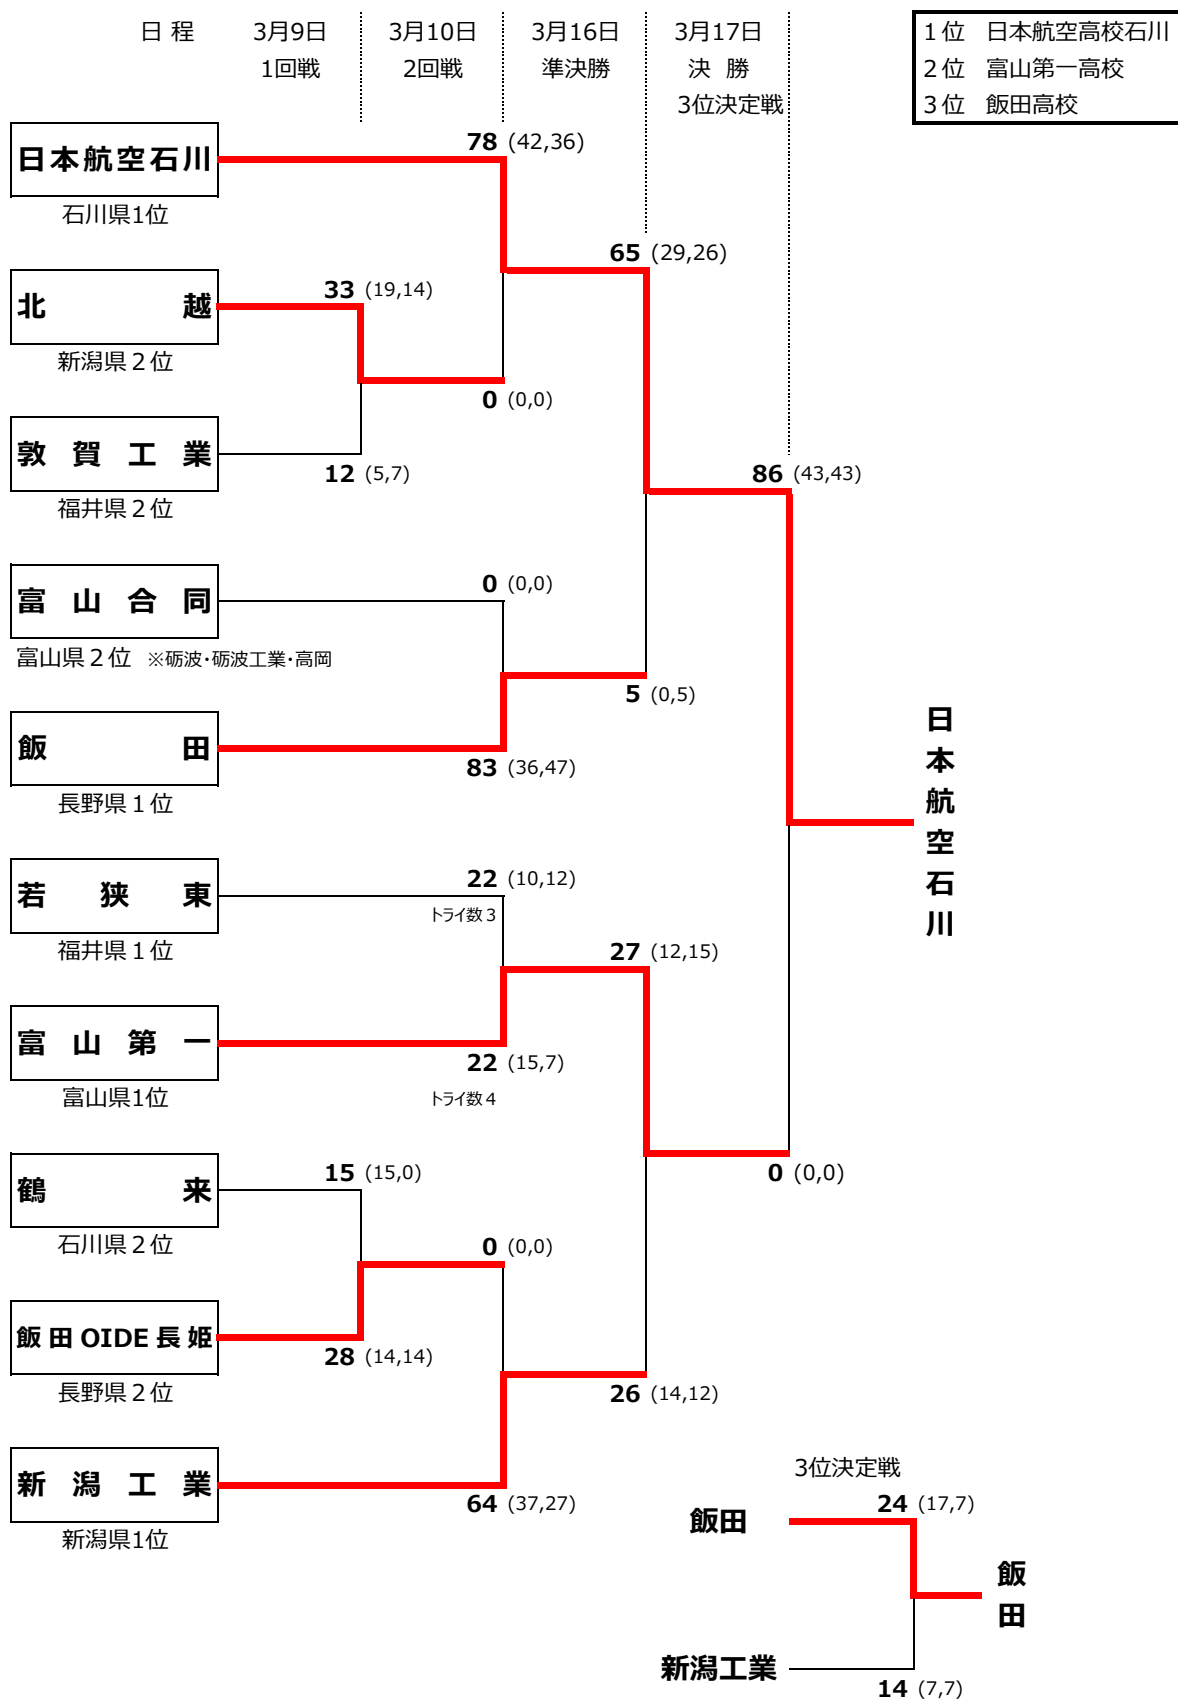 日 程 3月9日 3月10日 3月16日 3月17日
1回戦 2回戦 準決勝 決 勝
3位決定戦
1位 日本航空高校石川
2位 富山第一高校
3位 飯田高校
78 (42,36)
日本航空石川
石川県1位
65 (29,26)
33 (19,14)
北 越
新潟県２位
0 (0,0)
敦 賀 工 業
12 (5,7)
福井県２位
86 (43,43)
0 (0,0)
富 山 合 同
富山県２位 ※砺波・砺波工業・高岡
5 (0,5)
飯 田
83 (36,47)
長野県１位
日本航空石川
22 (10,12)
若 狭 東
トライ数３
福井県１位
27 (12,15)
富 山 第 一
22 (15,7)
富山県1位
トライ数４
15 (15,0)
0 (0,0)
鶴 来
石川県２位
0 (0,0)
飯田OIDE長姫
28 (14,14)
長野県２位
26 (14,12)
新 潟 工 業
64 (37,27)
新潟県1位
3位決定戦
24 (17,7)
飯田
飯田
新潟工業
14 (7,7)